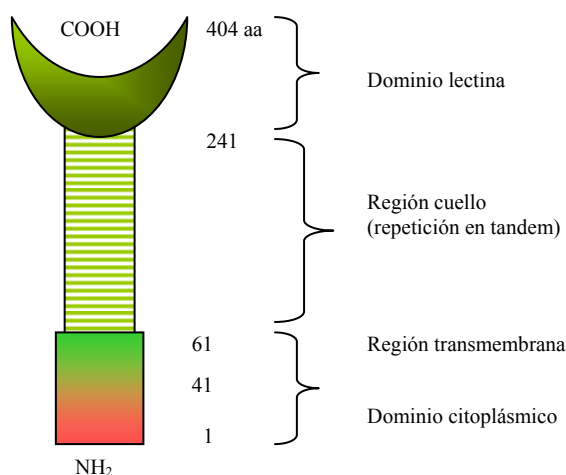 COOH
404 aa
Dominio lectina
241
Región cuello
(repetición en tandem)
61
Región transmembrana
41
Dominio citoplásmico
1
NH₂